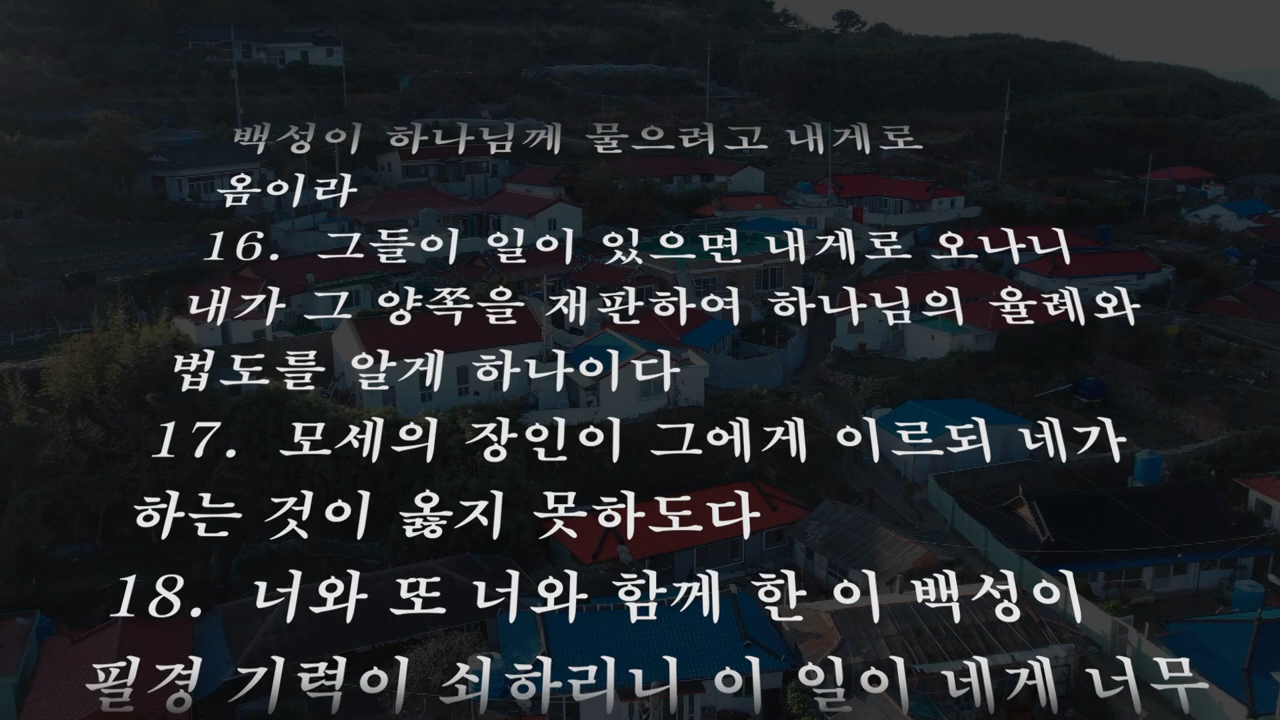 백성이 하나님께 물으려고 내게로
옴이라
16. 그들이 일이 있으면 내게로 오나니
내가 그 양쪽을 재판하여 하나님의 율례와
법도를 알게 하나이다
17. 모세의 장인이 그에게 이르되 네가
하는 것이 옳지 못하도다
18. 너와 또 너와 함께 한 이 백성이
필경 기력이 쇠하리니 이 일이 네게 너무